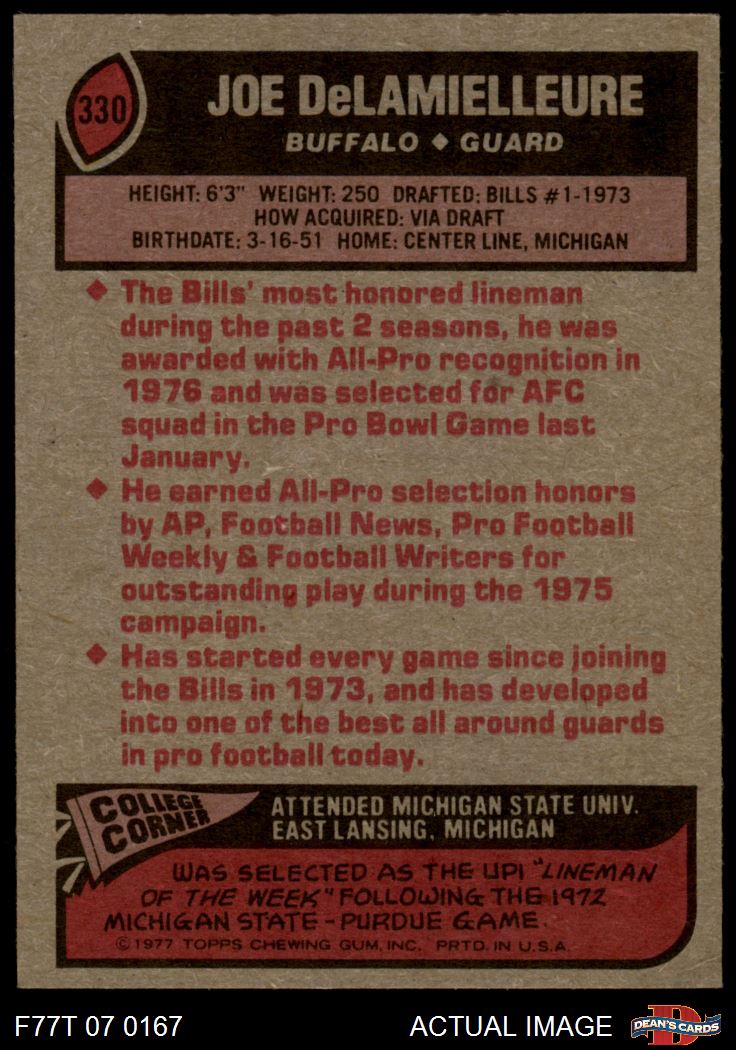 330
JOE DeLAMIELLEURE
BUFFALO ◆ GUARD
HEIGHT: 6'3" WEIGHT: 250 DRAFTED: BILLS #1-1973
HOW ACQUIRED: VIA DRAFT
BIRTHDATE: 3-16-51 HOME: CENTER LINE, MICHIGAN
◆ The Bills' most honored lineman
during the past 2 seasons, he was
awarded with All-Pro recognition in
1976 and was selected for AFC
squad in the Pro Bowl Game last
January.
◆ He earned All-Pro selection honors
by AP, Football News, Pro Football
Weekly & Football Writers for
outstanding play during the 1975
campaign.
◆ Has started every game since joining
the Bills in 1973, and has developed
into one of the best all around guards
in pro football today.
COLLEGE
CORNER
ATTENDED MICHIGAN STATE UNIV.
EAST LANSING, MICHIGAN
WAS SELECTED AS THE UPI "LINEMAN
OF THE WEEK" FOLLOWING THE 1972
MICHIGAN STATE - PURDUE GAME.
©1977 TOPPS CHEWING GUM, INC. PRTD. IN U.S.A.
F77T 07 0167
ACTUAL IMAGE
D
DEAN'S CARDS